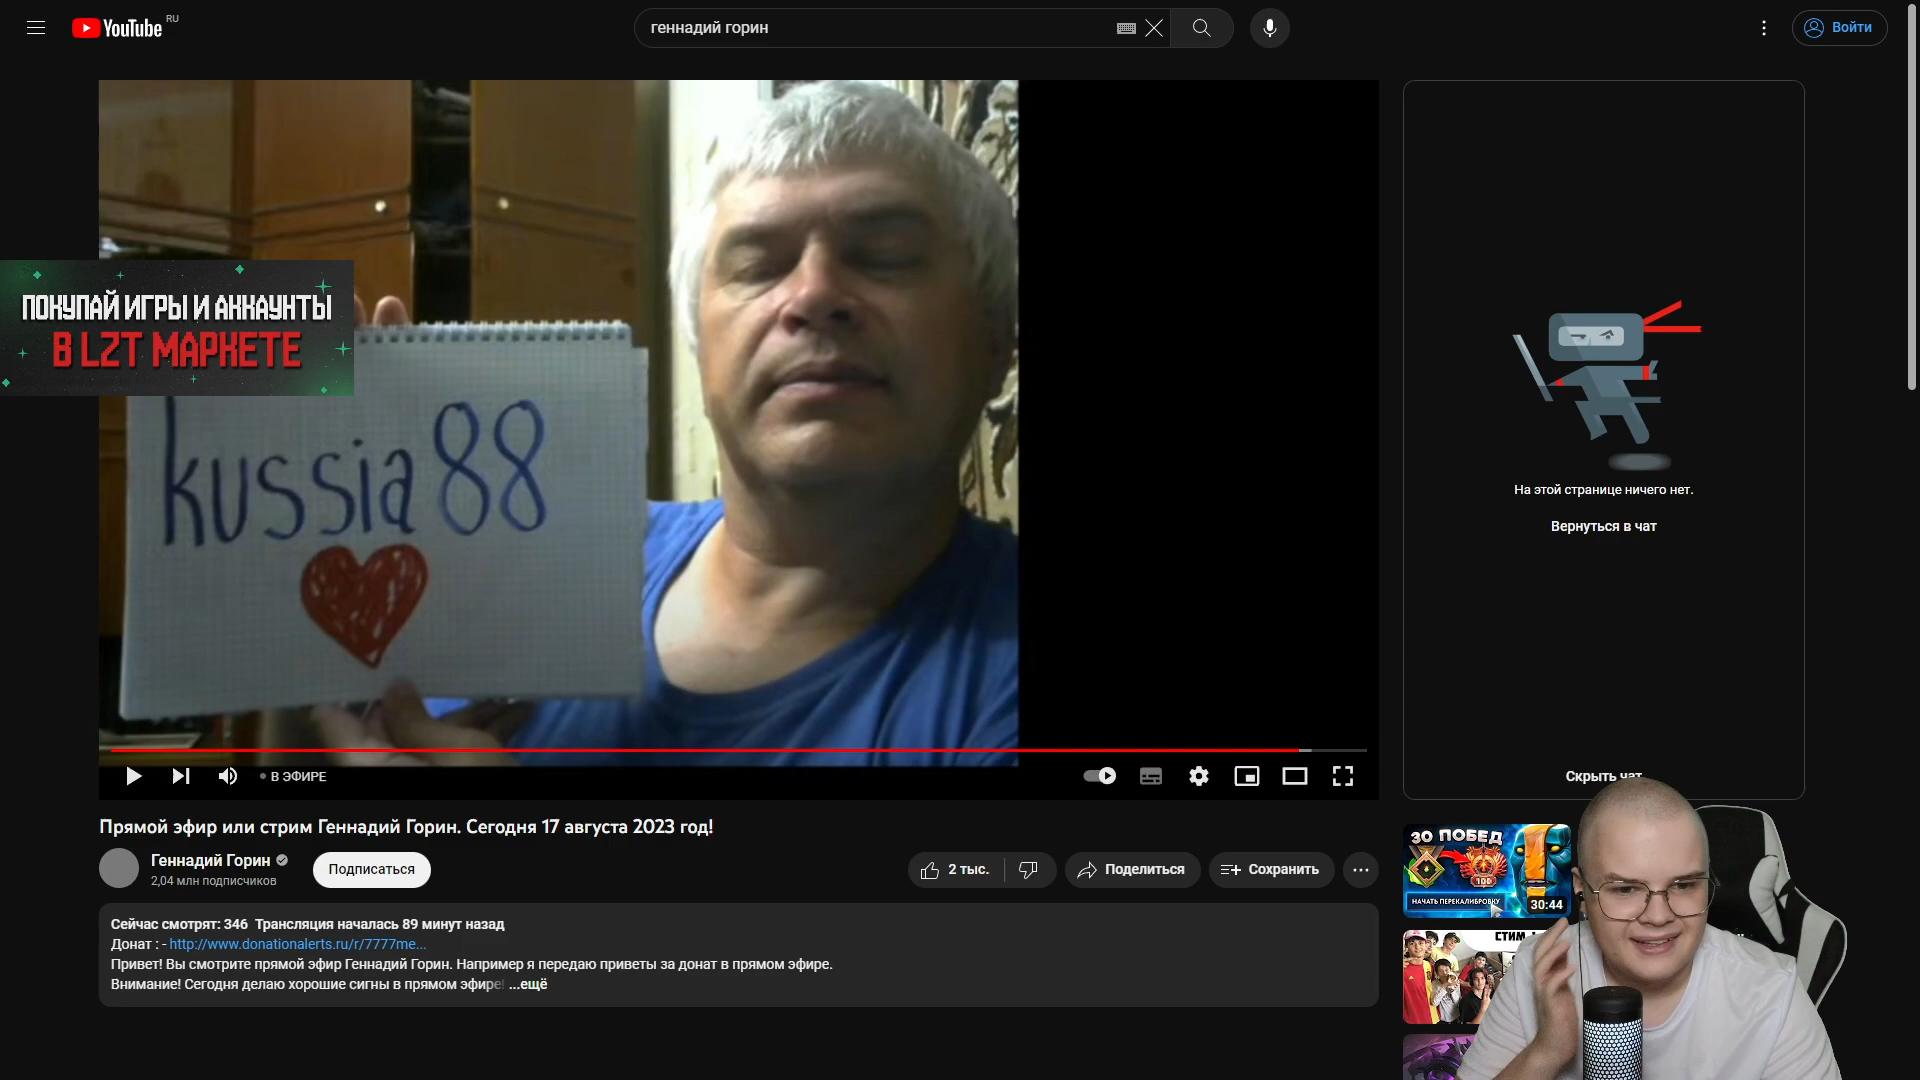 YouTube
RU
геннадий горин
Войти
ПОКУПАЙ ИГРЫ И АККАУНТЫ
В LZT МАРКЕТЕ
kussia88
В ЭФИРЕ
На этой странице ничего нет.
Вернуться в чат
Скрыть чат
Прямой эфир или стрим Геннадий Горин. Сегодня 17 августа 2023 год!
Геннадий Горин
2,04 млн подписчиков
Подписаться
2 тыс.
Поделиться
Сохранить
Сейчас смотрят: 346 Трансляция началась 89 минут назад
Донат : - http://www.donationalerts.ru/r/7777me...
Привет! Вы смотрите прямой эфир Геннадий Горин. Например я передаю приветы за донат в прямом эфире.
Внимание! Сегодня делаю хорошие сигны в прямом эфире! ...ещё
30 ПОБЕД
100
НАЧАТЬ ПЕРЕКАЛИБРОВКУ
30:44
СТИМ